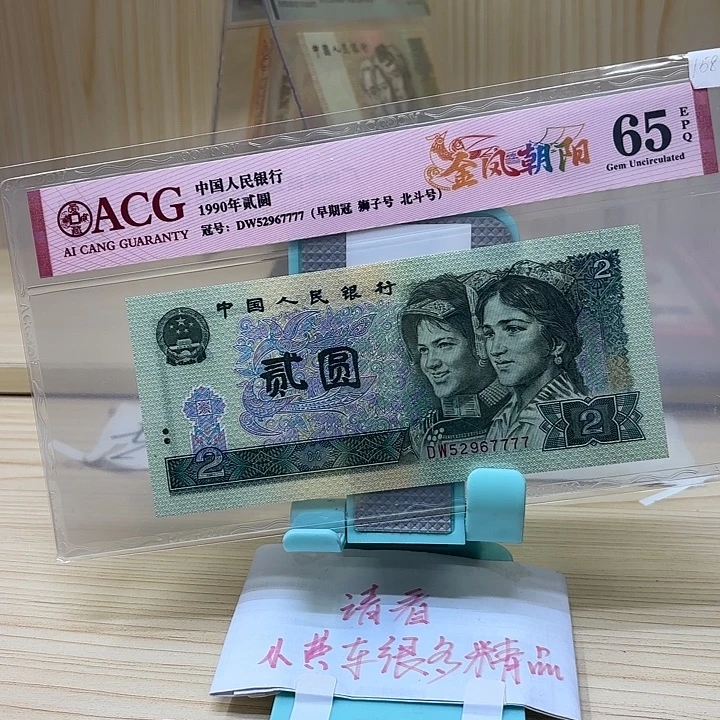 ACG
AI CANG GUARANTY
中国人民银行
1990年贰圆
冠号：DW52967777（早期冠 狮子号 北斗号）
金凤朝阳
65
EPQ
Gem Uncirculated
中国人民银行
贰圆
2
2
2
DW52967777
请看
购物车很多精品